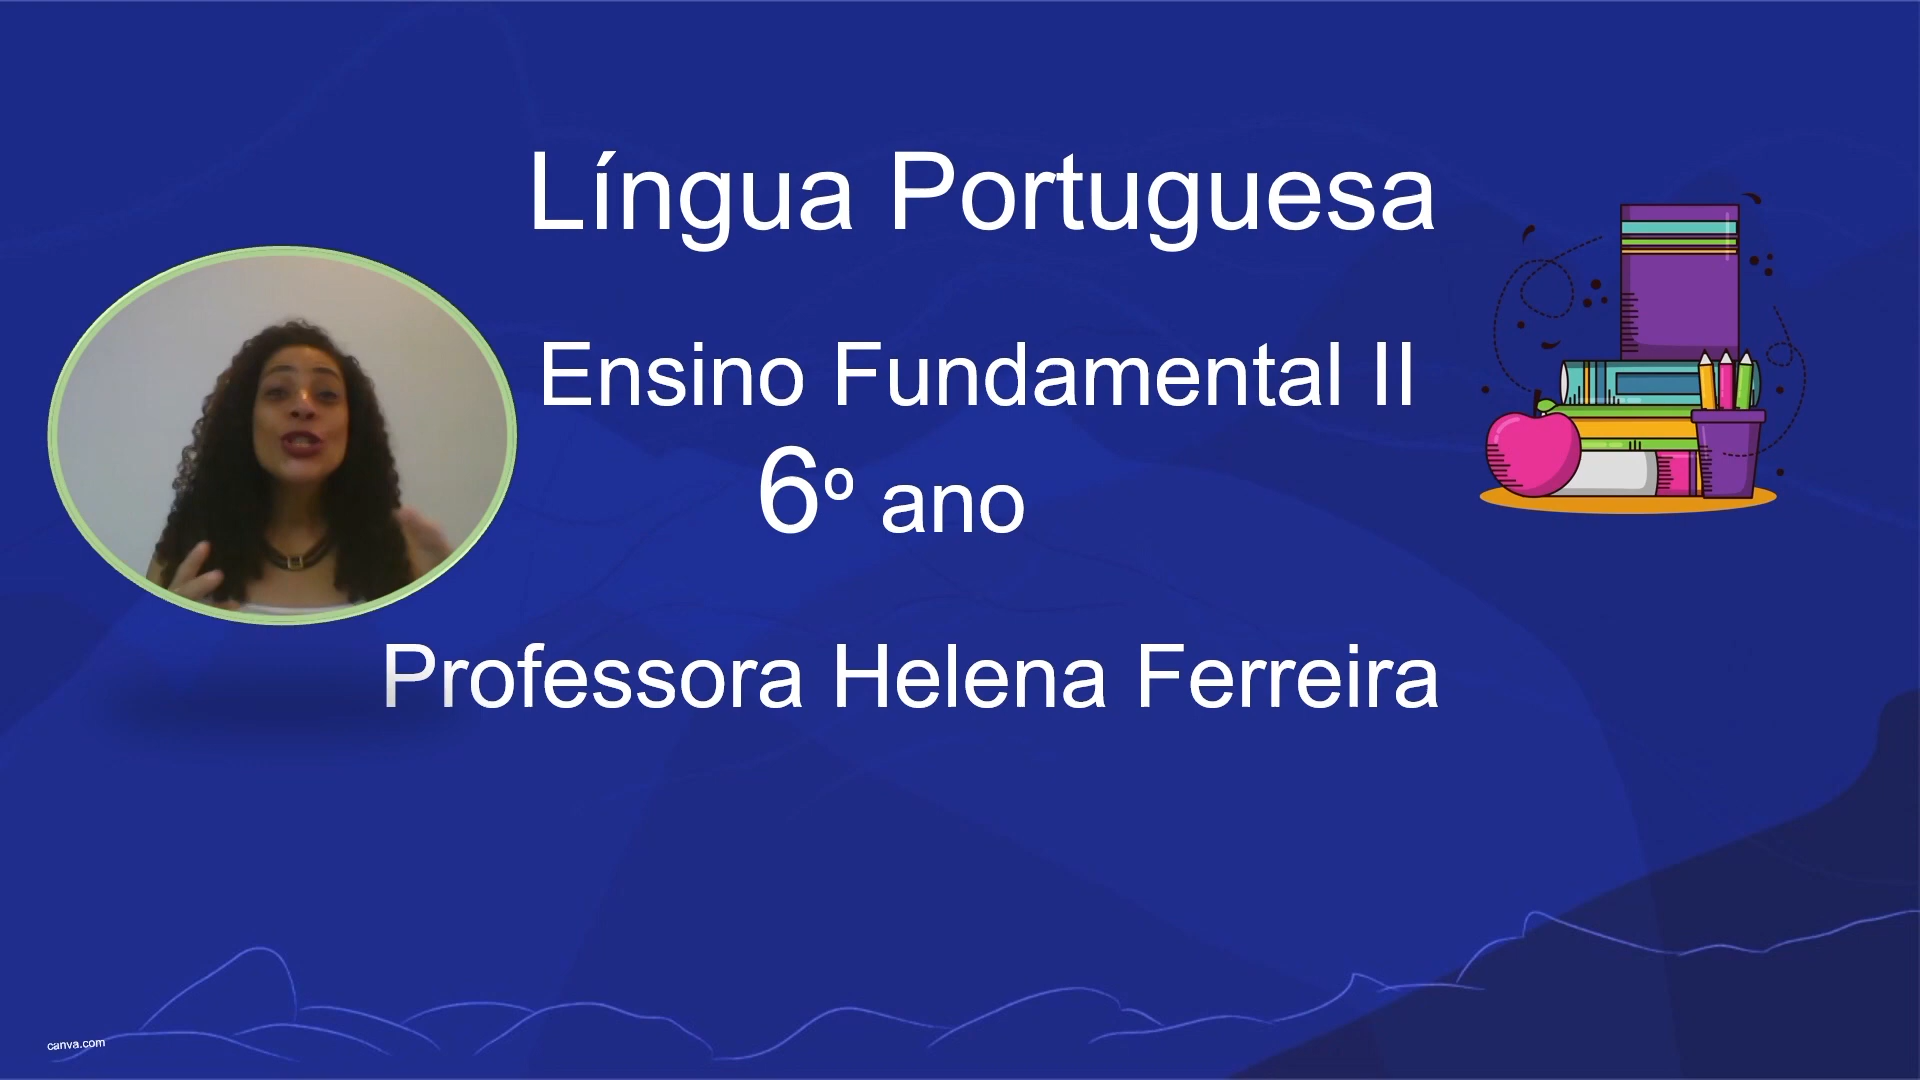 Língua Portuguesa
Ensino Fundamental II
6º ano
Professora Helena Ferreira
canva.com